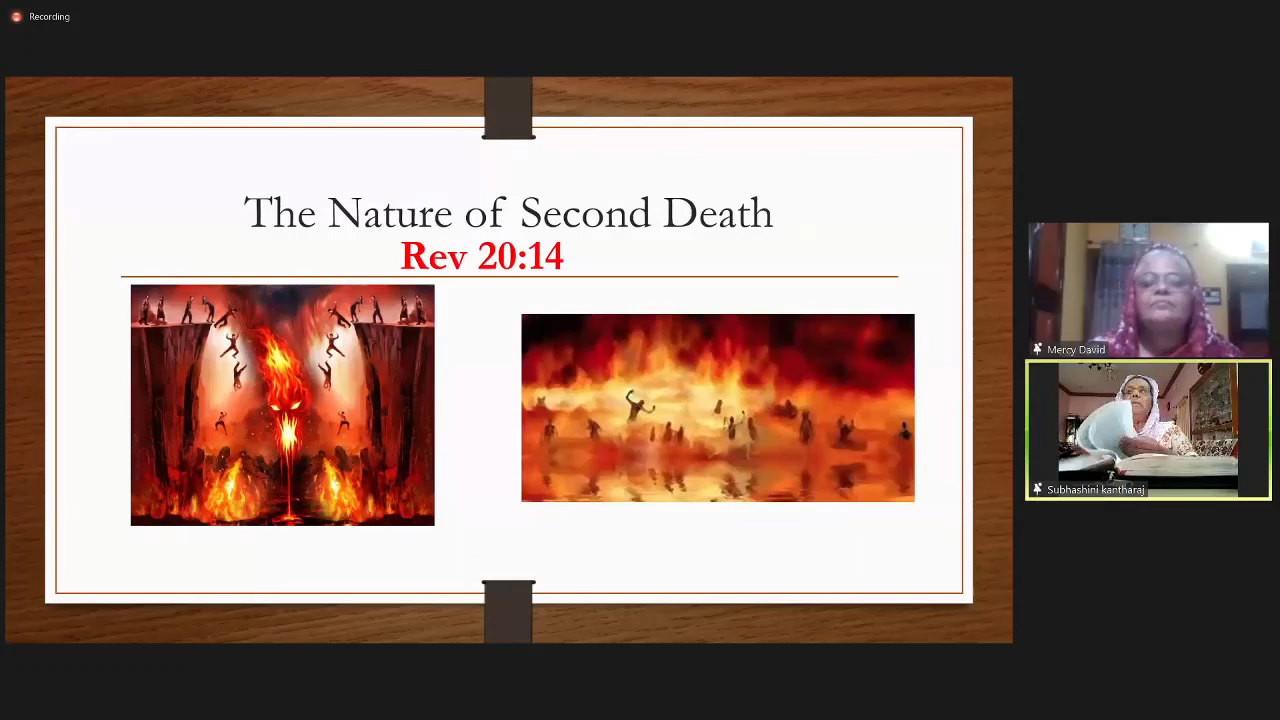 Recording
The Nature of Second Death
Rev 20:14
Mercy David
Subhashini kantharaj